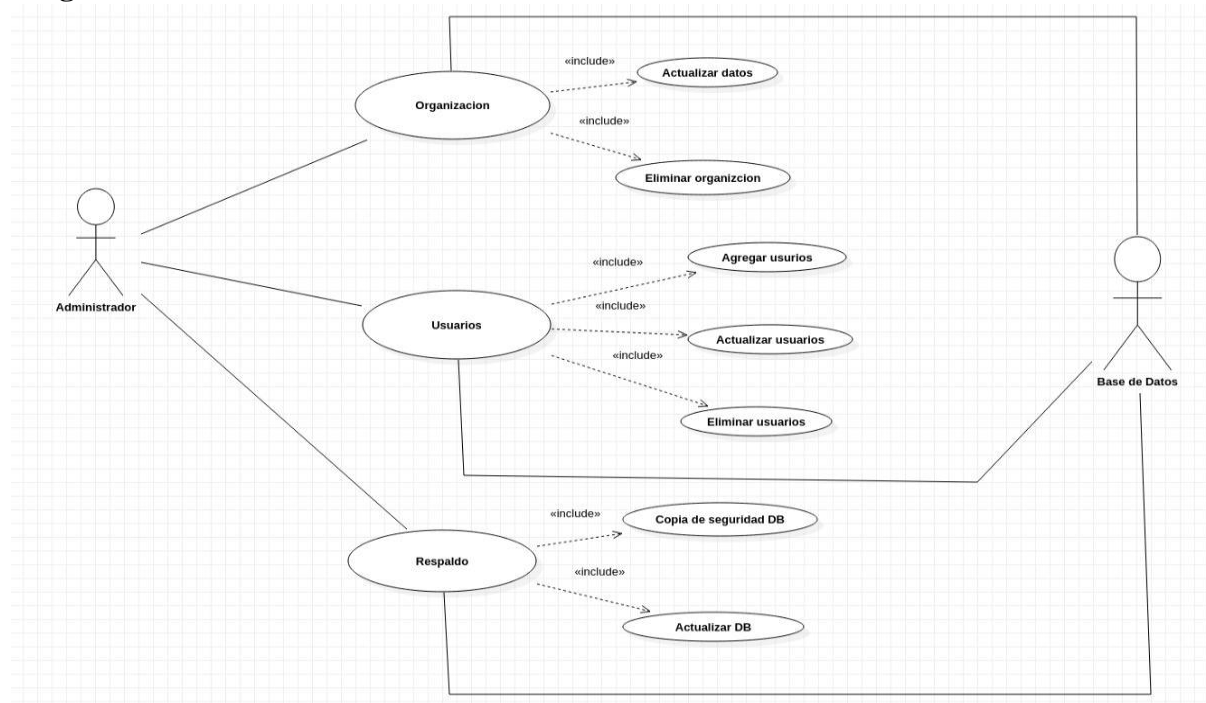 «include»
Actualizar datos
Organizacion
«include»
Eliminar organizcion
Administrador
«include»
Agregar usurios
«include»
Usuarios
Actualizar usuarios
«include»
Eliminar usuarios
Base de Datos
«include»
Copia de seguridad DB
Respaldo
«include»
Actualizar DB